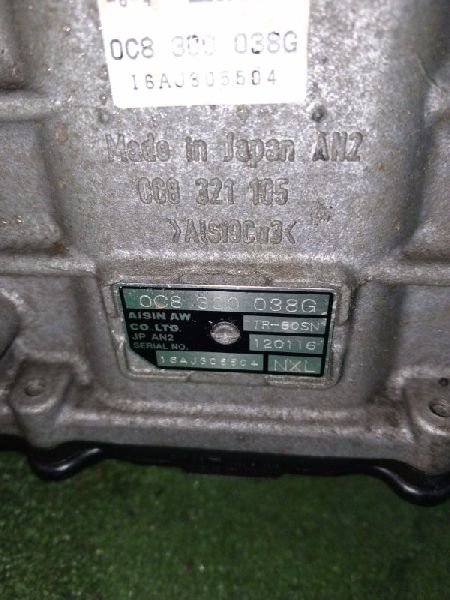 0C8 300 038G
16AJ305504
Made in Japan AN2
0C8 321 105
>AlSi9Cu3<
0C8 300 038G
AISIN AW
CO.LTD.
JP AN2
SERIAL NO.
TR-80SN
120116
16AJ305504
NXL